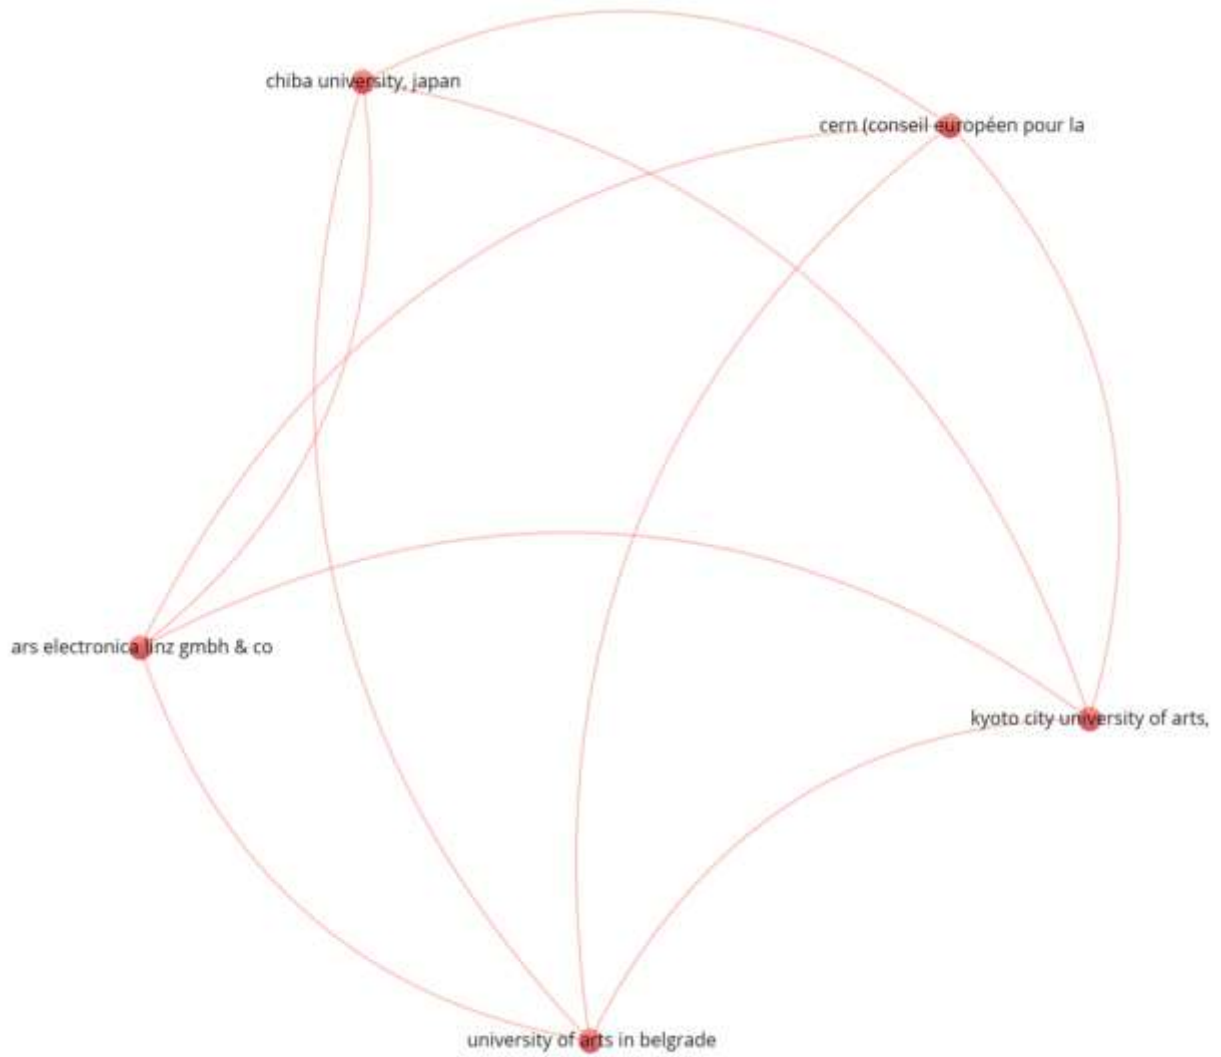 chiba university, japan
cern (conseil européen pour la
ars electronica linz gmbh & co
kyoto city university of arts,
university of arts in belgrade